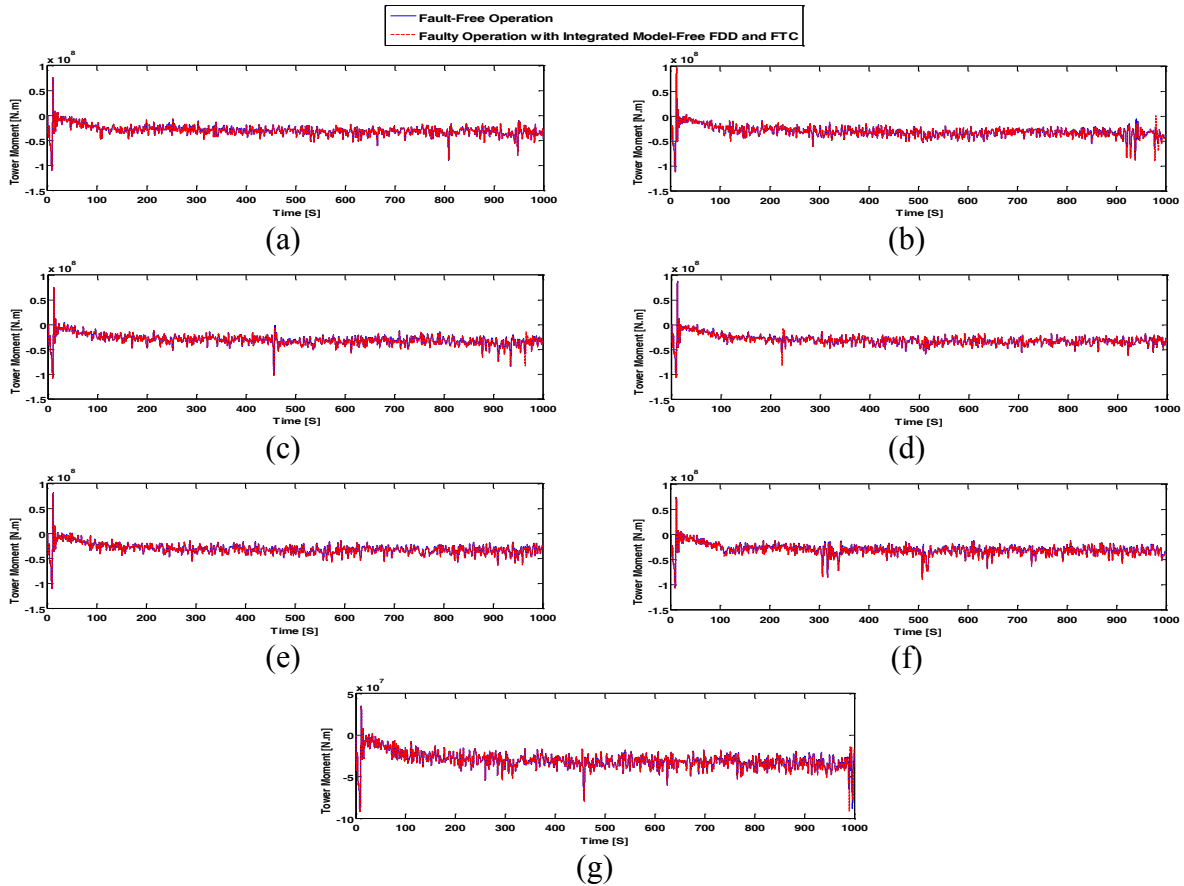 Fault-Free Operation
Faulty Operation with Integrated Model-Free FDD and FTC
x 10^8
1
0.5
0
-0.5
-1
-1.5
Tower Moment [N.m]
0 100 200 300 400 500 600 700 800 900 1000
Time [S]
(a)
x 10^8
1
0.5
0
-0.5
-1
-1.5
Tower Moment [N.m]
0 100 200 300 400 500 600 700 800 900 1000
Time [S]
(b)
x 10^8
1
0.5
0
-0.5
-1
-1.5
Tower Moment [N.m]
0 100 200 300 400 500 600 700 800 900 1000
Time [S]
(c)
x 10^8
1
0.5
0
-0.5
-1
-1.5
Tower Moment [N.m]
0 100 200 300 400 500 600 700 800 900 1000
Time [S]
(d)
x 10^8
1
0.5
0
-0.5
-1
-1.5
Tower Moment [N.m]
0 100 200 300 400 500 600 700 800 900 1000
Time [S]
(e)
x 10^8
1
0.5
0
-0.5
-1
-1.5
Tower Moment [N.m]
0 100 200 300 400 500 600 700 800 900 1000
Time [S]
(f)
x 10^7
5
0
-5
-10
Tower Moment [N.m]
0 100 200 300 400 500 600 700 800 900 1000
Time [S]
(g)